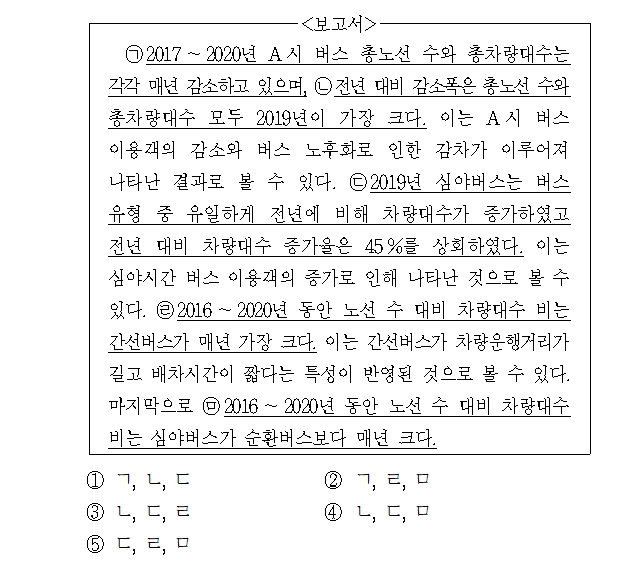 <보고서>
㉠2017 ~ 2020년 A시 버스 총노선 수와 총차량대수는
각각 매년 감소하고 있으며, ㉡전년 대비 감소폭은 총노선 수와
총차량대수 모두 2019년이 가장 크다. 이는 A시 버스
이용객의 감소와 버스 노후화로 인한 감차가 이루어져
나타난 결과로 볼 수 있다. ㉢2019년 심야버스는 버스
유형 중 유일하게 전년에 비해 차량대수가 증가하였고
전년 대비 차량대수 증가율은 45%를 상회하였다. 이는
심야시간 버스 이용객의 증가로 인해 나타난 것으로 볼 수
있다. ㉣2016 ~ 2020년 동안 노선 수 대비 차량대수 비는
간선버스가 매년 가장 크다. 이는 간선버스가 차량운행거리가
길고 배차시간이 짧다는 특성이 반영된 것으로 볼 수 있다.
마지막으로 ㉤2016 ~ 2020년 동안 노선 수 대비 차량대수
비는 심야버스가 순환버스보다 매년 크다.
① ㄱ, ㄴ, ㄷ ② ㄱ, ㄹ, ㅁ
③ ㄴ, ㄷ, ㄹ ④ ㄴ, ㄷ, ㅁ
⑤ ㄷ, ㄹ, ㅁ